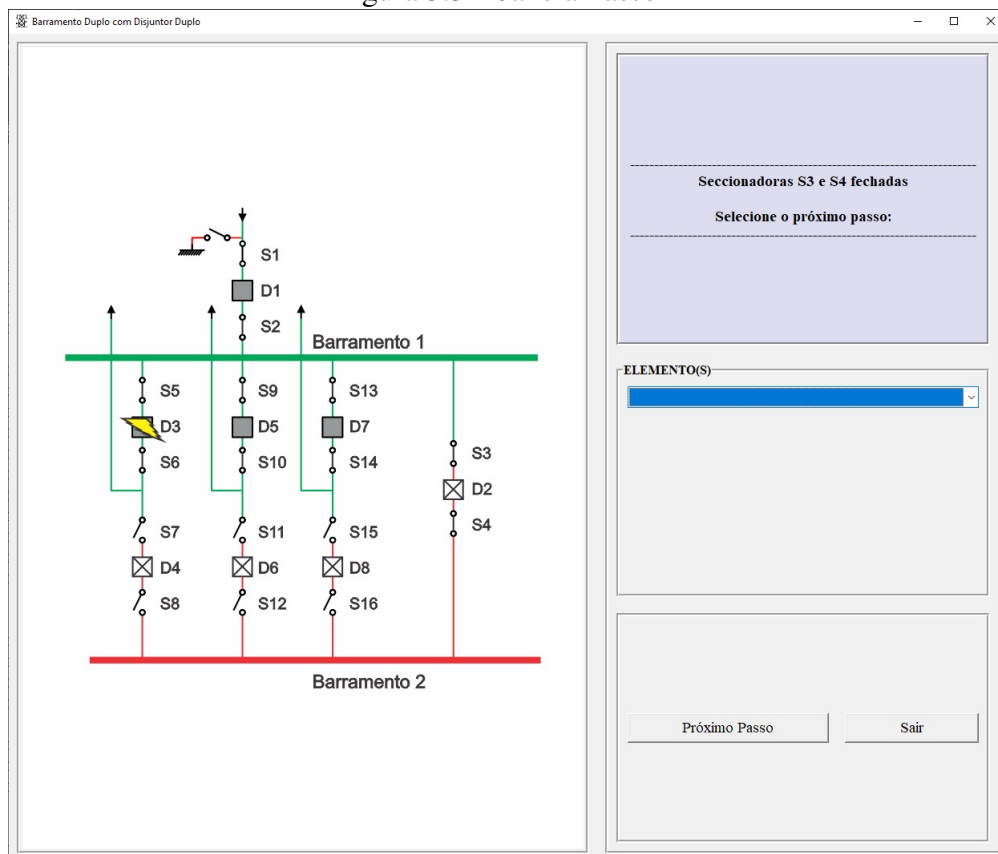 Barramento Duplo com Disjuntor Duplo
Seccionadoras S3 e S4 fechadas
Selecione o próximo passo:
S1
D1
S2
Barramento 1
S5
S9
S13
D3
D5
D7
S6
S10
S14
S3
D2
S4
S7
S11
S15
D4
D6
D8
S8
S12
S16
Barramento 2
ELEMENTO(S)
Próximo Passo
Sair